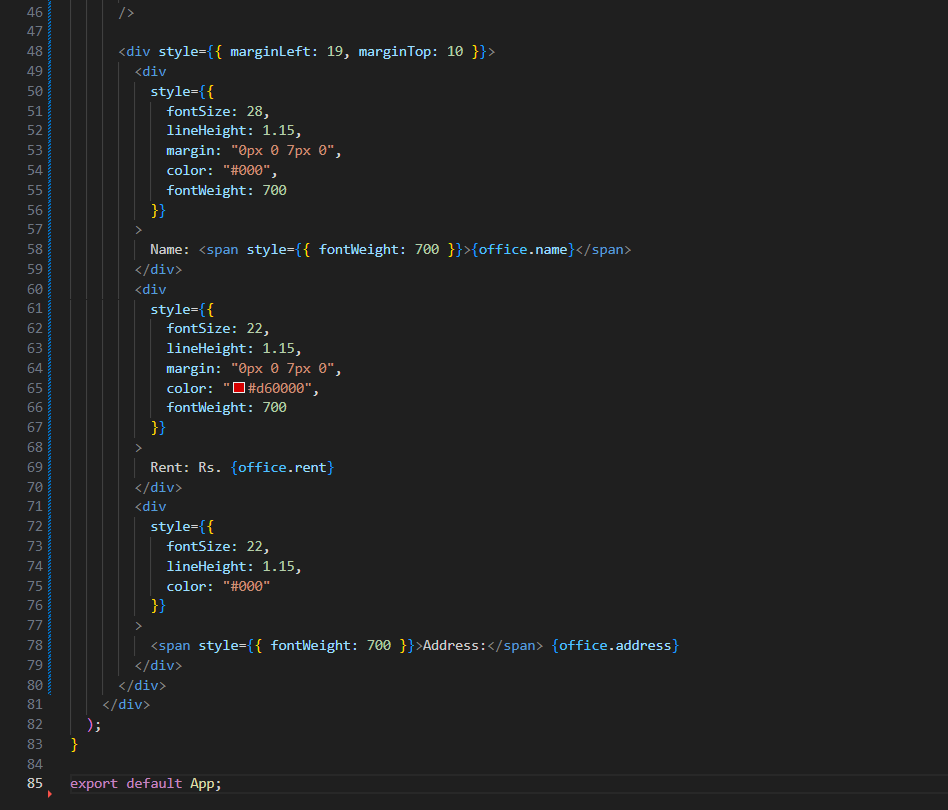 46 />
47
48 <div style={{ marginLeft: 19, marginTop: 10 }}>
49 <div
50 style={{
51 fontSize: 28,
52 lineHeight: 1.15,
53 margin: "0px 0 7px 0",
54 color: "#000",
55 fontWeight: 700
56 }}
57 >
58 Name: <span style={{ fontWeight: 700 }}>{office.name}</span>
59 </div>
60 <div
61 style={{
62 fontSize: 22,
63 lineHeight: 1.15,
64 margin: "0px 0 7px 0",
65 color: "#d60000",
66 fontWeight: 700
67 }}
68 >
69 Rent: Rs. {office.rent}
70 </div>
71 <div
72 style={{
73 fontSize: 22,
74 lineHeight: 1.15,
75 color: "#000"
76 }}
77 >
78 <span style={{ fontWeight: 700 }}>Address:</span> {office.address}
79 </div>
80 </div>
81 </div>
82 );
83 }
84
85 export default App;